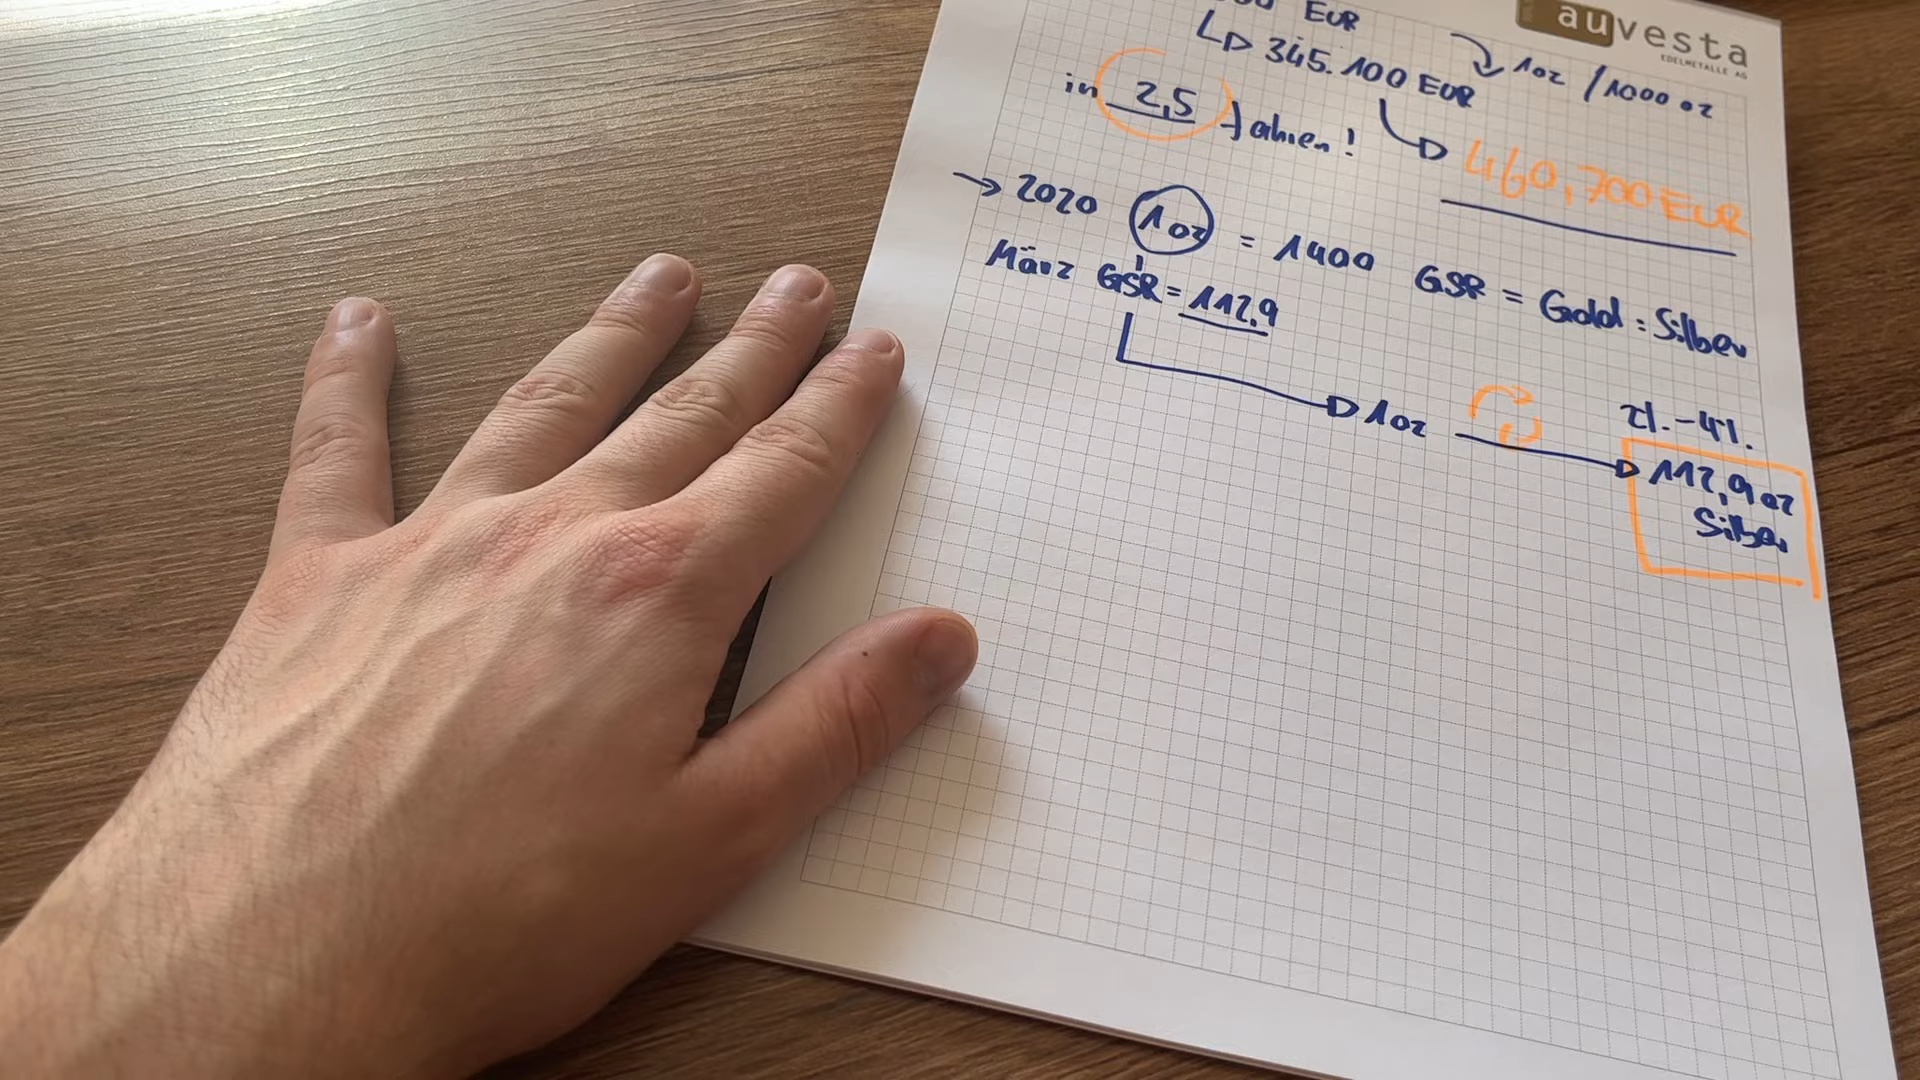 EUR
auvesta
EDELMETALLE AG
↳ 345.100 EUR
1oz / 1000 oz
in 2,5 Jahren!
460,700 EUR
→ 2020 1oz = 1400 GSR = Gold : Silber
März GSR = 112,9
1oz
112,9 oz
Silber